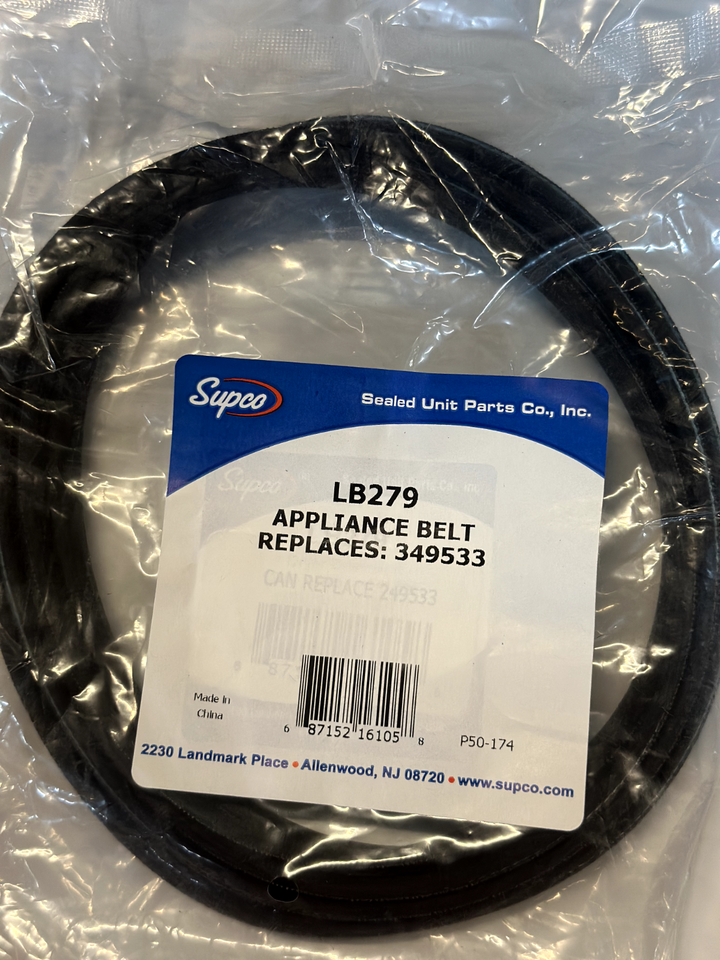 Supco
Sealed Unit Parts Co., Inc.
Supco
LB279
APPLIANCE BELT
REPLACES: 349533
CAN REPLACE 249533
Made In
China
6 87152 16105 8
P50-174
2230 Landmark Place • Allenwood, NJ 08720 • www.supco.com